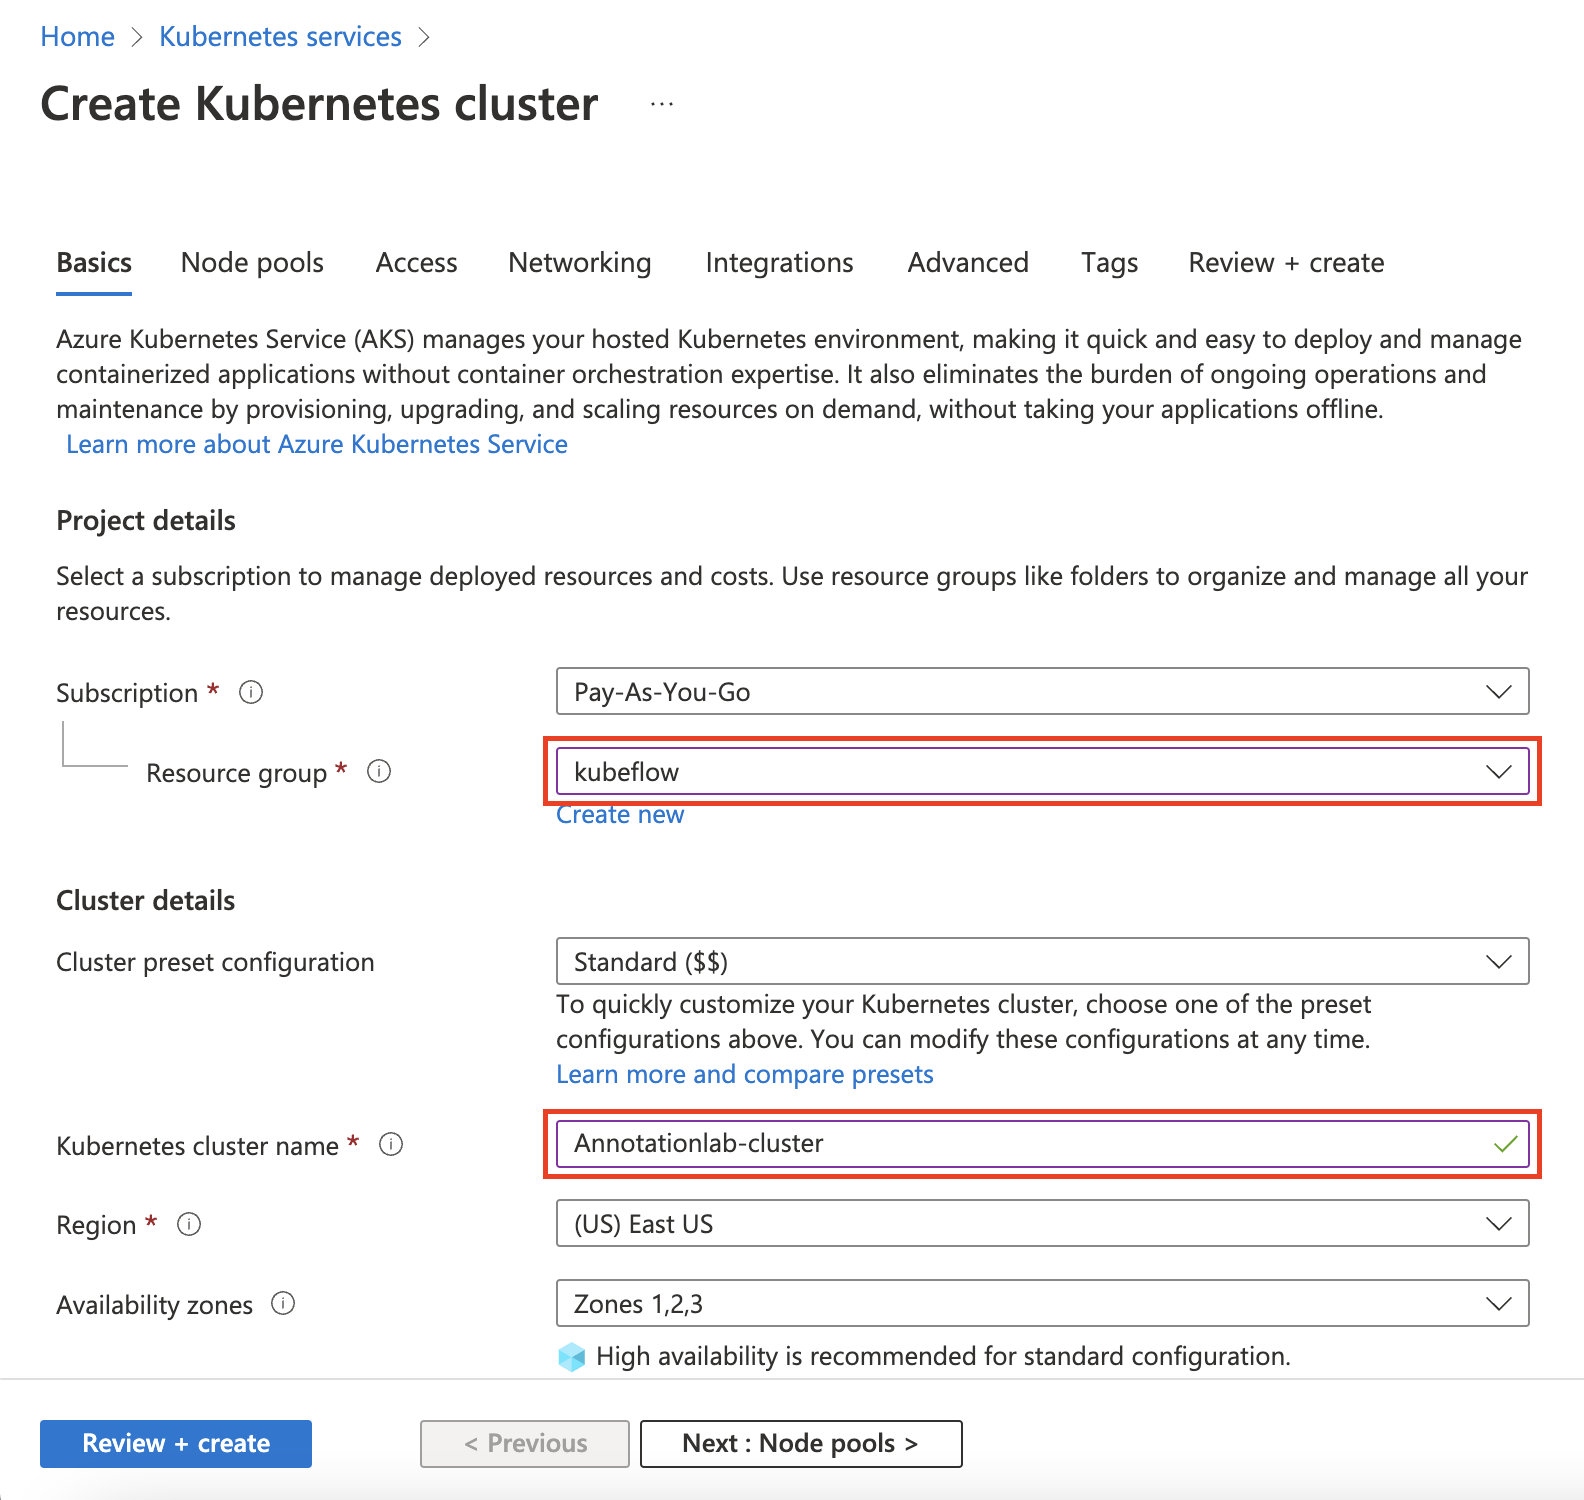 Home > Kubernetes services >
Create Kubernetes cluster ...
Basics Node pools Access Networking Integrations Advanced Tags Review + create
Azure Kubernetes Service (AKS) manages your hosted Kubernetes environment, making it quick and easy to deploy and manage
containerized applications without container orchestration expertise. It also eliminates the burden of ongoing operations and
maintenance by provisioning, upgrading, and scaling resources on demand, without taking your applications offline.
Learn more about Azure Kubernetes Service
Project details
Select a subscription to manage deployed resources and costs. Use resource groups like folders to organize and manage all your
resources.
Subscription * Pay-As-You-Go
Resource group * kubeflow
Create new
Cluster details
Cluster preset configuration Standard ($$)
To quickly customize your Kubernetes cluster, choose one of the preset
configurations above. You can modify these configurations at any time.
Learn more and compare presets
Kubernetes cluster name * Annotationlab-cluster
Region * (US) East US
Availability zones Zones 1,2,3
High availability is recommended for standard configuration.
Review + create < Previous Next : Node pools >